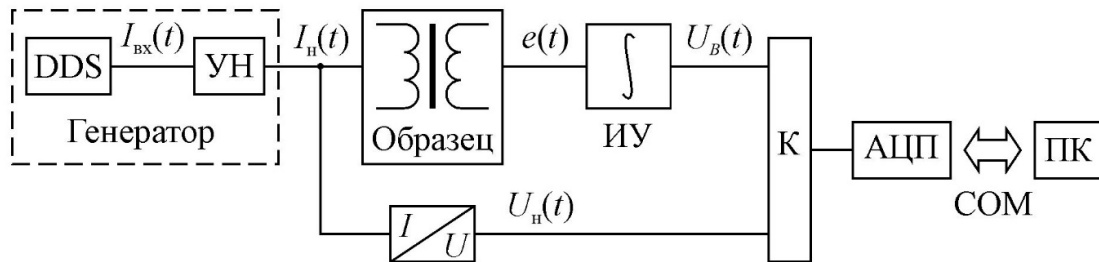 I_вх(t)
I_н(t)
e(t)
U_B(t)
DDS
УН
Генератор
Образец
∫
ИУ
К
АЦП
ПК
COM
I
U
U_н(t)